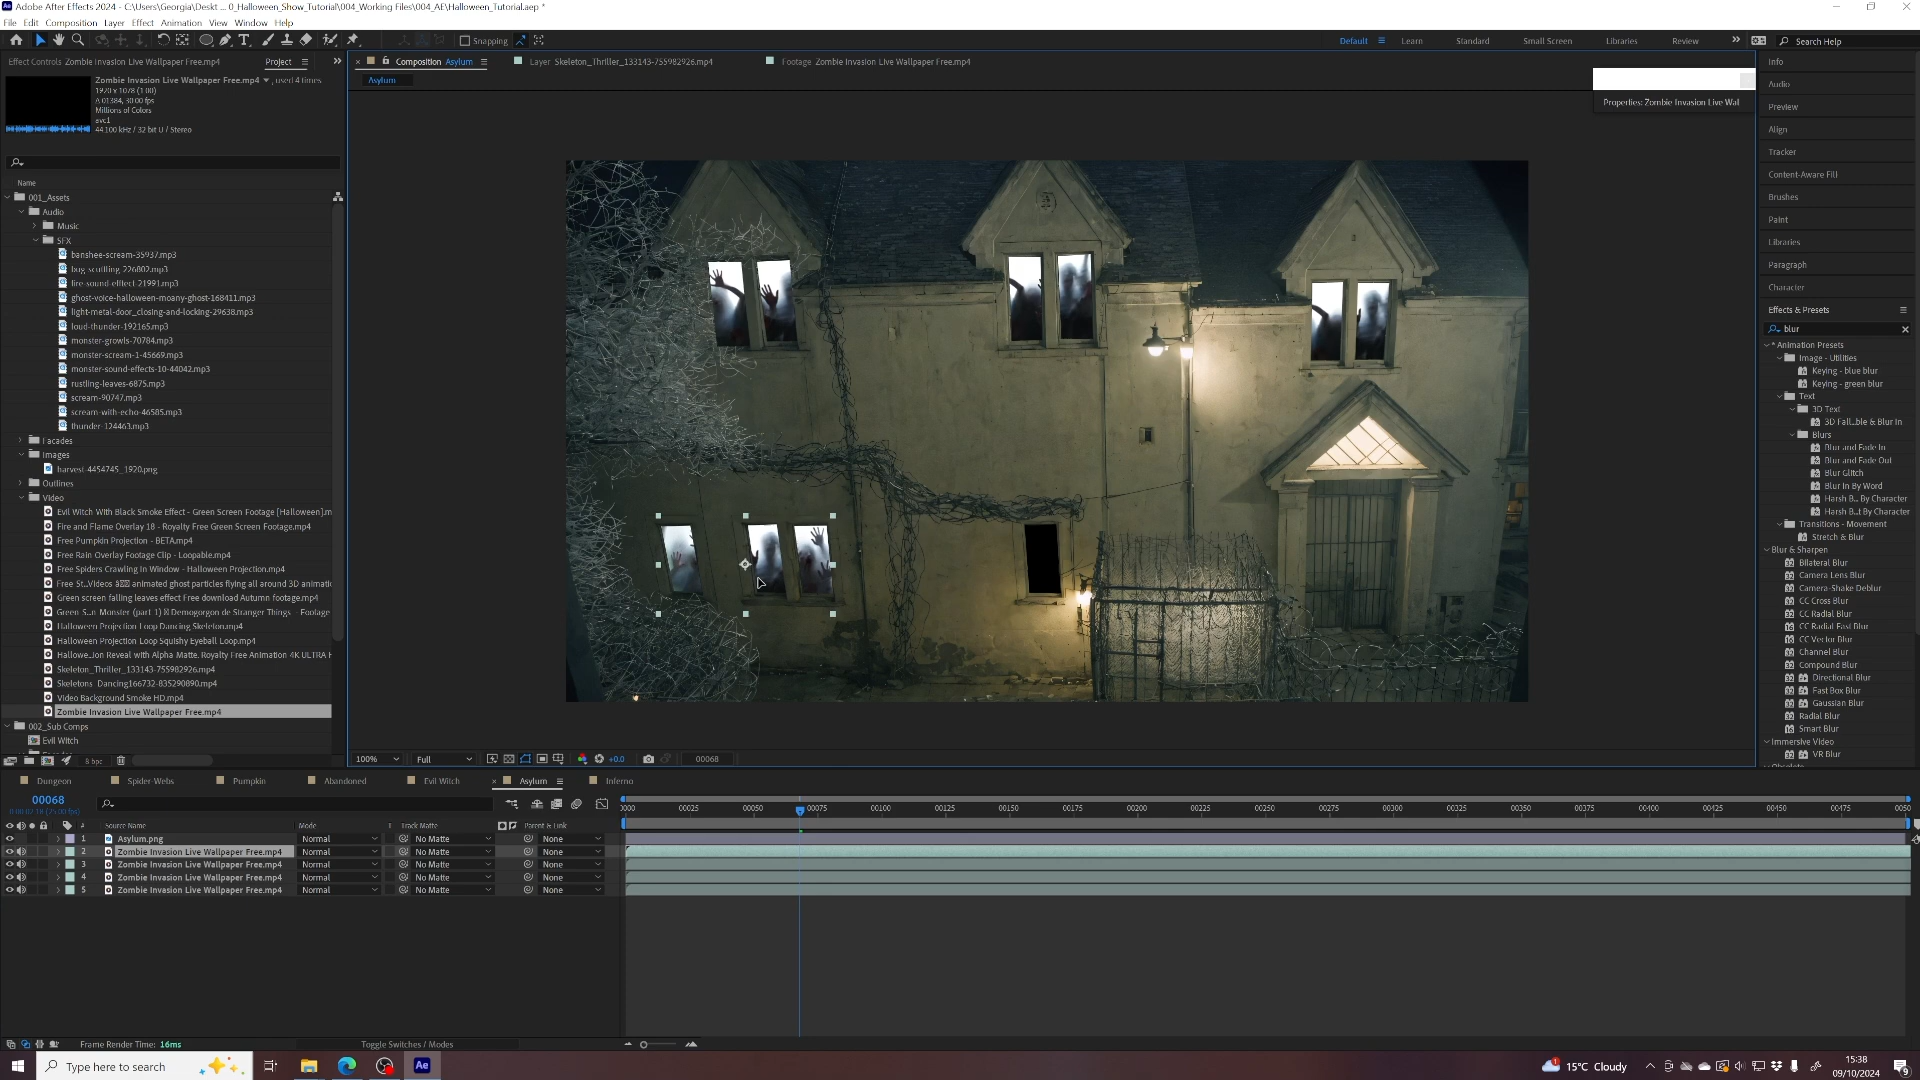 Adobe After Effects 2024 - C:\Users\Georgia\Deskt ... 0_Halloween_Show_Tutorial\004_Working Files\004_AE\Halloween_Tutorial.aep *
File Edit Composition Layer Effect Animation View Window Help
Snapping
Default Learn Standard Small Screen Libraries Review Search Help
Effect Controls Zombie Invasion Live Wallpaper Free.mp4 Project
Composition Asylum Layer Skeleton_Thriller_133143-755982926.mp4 Footage Zombie Invasion Live Wallpaper Free.mp4
Asylum
Zombie Invasion Live Wallpaper Free.mp4 , used 4 times
1920 x 1078 (1.00)
Δ 01384, 30.00 fps
Millions of Colors
avc1
44.100 kHz / 32 bit U / Stereo
Name
001_Assets
Audio
Music
SFX
banshee-scream-35937.mp3
bug-scuttling-226802.mp3
fire-sound-efftect-21991.mp3
ghost-voice-halloween-moany-ghost-168411.mp3
light-metal-door_closing-and-locking-29638.mp3
loud-thunder-192165.mp3
monster-growls-70784.mp3
monster-scream-1-45669.mp3
monster-sound-effects-10-44042.mp3
rustling-leaves-6875.mp3
scream-90747.mp3
scream-with-echo-46585.mp3
thunder-124463.mp3
Facades
Images
harvest-4454745_1920.png
Outlines
Video
Evil Witch With Black Smoke Effect - Green Screen Footage [Halloween].m
Fire and Flame Overlay 18 - Royalty Free Green Screen Footage.mp4
Free Pumpkin Projection - BETA.mp4
Free Rain Overlay Footage Clip - Loopable.mp4
Free Spiders Crawling In Window - Halloween Projection.mp4
animated ghost particles flying all around 3D animati
Green screen falling leaves effect Free download Autumn footage.mp4
Demogorgon de Stranger Things - Footage
Halloween Projection Loop Dancing Skeleton.mp4
Halloween Projection Loop Squishy Eyeball Loop.mp4
Hallowe...ion Reveal with Alpha Matte. Royalty Free Animation 4K ULTRA H
Skeleton_Thriller_133143-755982926.mp4
Skeletons_Dancing166732-835290890.mp4
Video Background Smoke HD.mp4
Zombie Invasion Live Wallpaper Free.mp4
002_Sub Comps
Evil Witch
8 bpc
100% Full +0.0 00068
Properties: Zombie Invasion Live Wal
Info
Audio
Preview
Align
Tracker
Content-Aware Fill
Brushes
Paint
Libraries
Paragraph
Character
Effects & Presets
blur
* Animation Presets
Image - Utilities
Keying - blue blur
Keying - green blur
Text
3D Text
3D Fall...ble & Blur In
Blurs
Blur and Fade In
Blur and Fade Out
Blur Glitch
Blur In By Word
Harsh B... By Character
Harsh B...t By Character
Transitions - Movement
Stretch & Blur
Blur & Sharpen
Bilateral Blur
Camera Lens Blur
Camera-Shake Deblur
CC Cross Blur
CC Radial Blur
CC Radial Fast Blur
CC Vector Blur
Channel Blur
Compound Blur
Directional Blur
Fast Box Blur
Gaussian Blur
Radial Blur
Smart Blur
Immersive Video
VR Blur
Dungeon Spider-Webs Pumpkin Abandoned Evil Witch Asylum Inferno
00068
0000 00025 00050 00075 00100 00125 00150 00175 00200 00225 00250 00275 00300 00325 00350 00375 00400 00425 00450 00475 0050
# Source Name Mode T Track Matte Parent & Link
1 Asylum.png Normal No Matte None
2 Zombie Invasion Live Wallpaper Free.mp4 Normal No Matte None
3 Zombie Invasion Live Wallpaper Free.mp4 Normal No Matte None
4 Zombie Invasion Live Wallpaper Free.mp4 Normal No Matte None
5 Zombie Invasion Live Wallpaper Free.mp4 Normal No Matte None
Frame Render Time: 16ms Toggle Switches / Modes
Type here to search
15°C Cloudy
15:38
09/10/2024